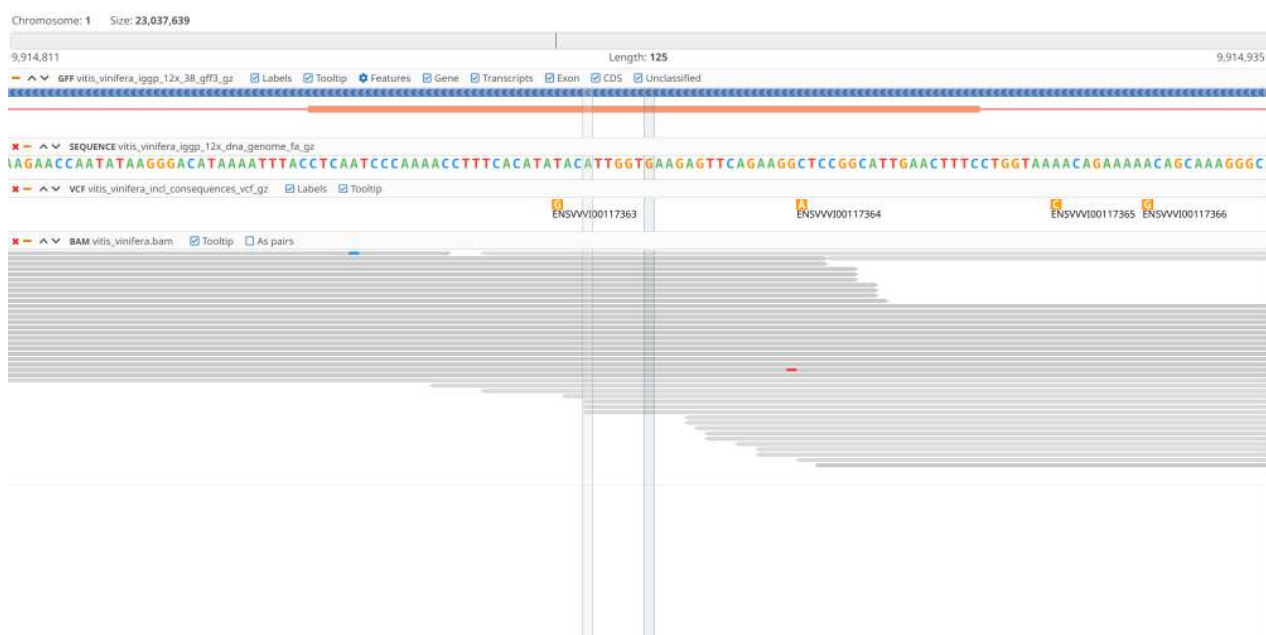 Chromosome: 1 Size: 23,037,639
9,914,811 Length: 125 9,914,935
GFF vitis_vinifera_iggp_12x_38_gff3_gz Labels Tooltip Features Gene Transcripts Exon CDS Unclassified
SEQUENCE vitis_vinifera_iggp_12x_dna_genome_fa_gz
AAGAACCAATATAAGGGACATAAAATTTACCTCAATCCCAAAACCTTTCACATATACATTGGTGAAGAGTTCAGAAGGCTCCGGCATTGAACTTTCCTGGTAAAACAGAAAAACAGCAAAGGGC
VCF vitis_vinifera_incl_consequences_vcf_gz Labels Tooltip
G A C G
ENSVVVI00117363 ENSVVVI00117364 ENSVVVI00117365 ENSVVVI00117366
BAM vitis_vinifera.bam Tooltip As pairs